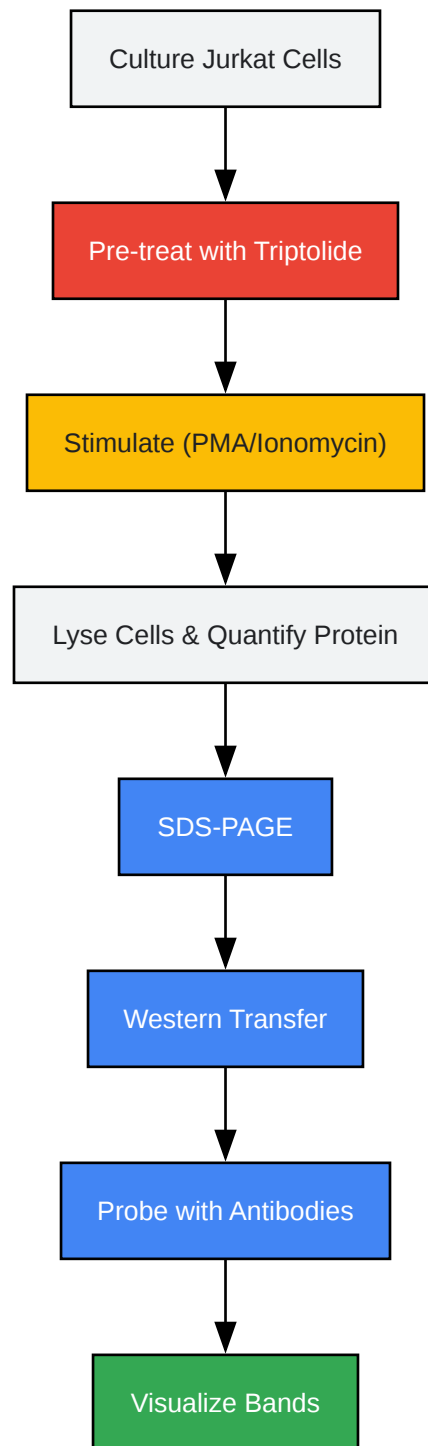 Culture Jurkat Cells
Pre-treat with Triptolide
Stimulate (PMA/Ionomycin)
Lyse Cells & Quantify Protein
SDS-PAGE
Western Transfer
Probe with Antibodies
Visualize Bands